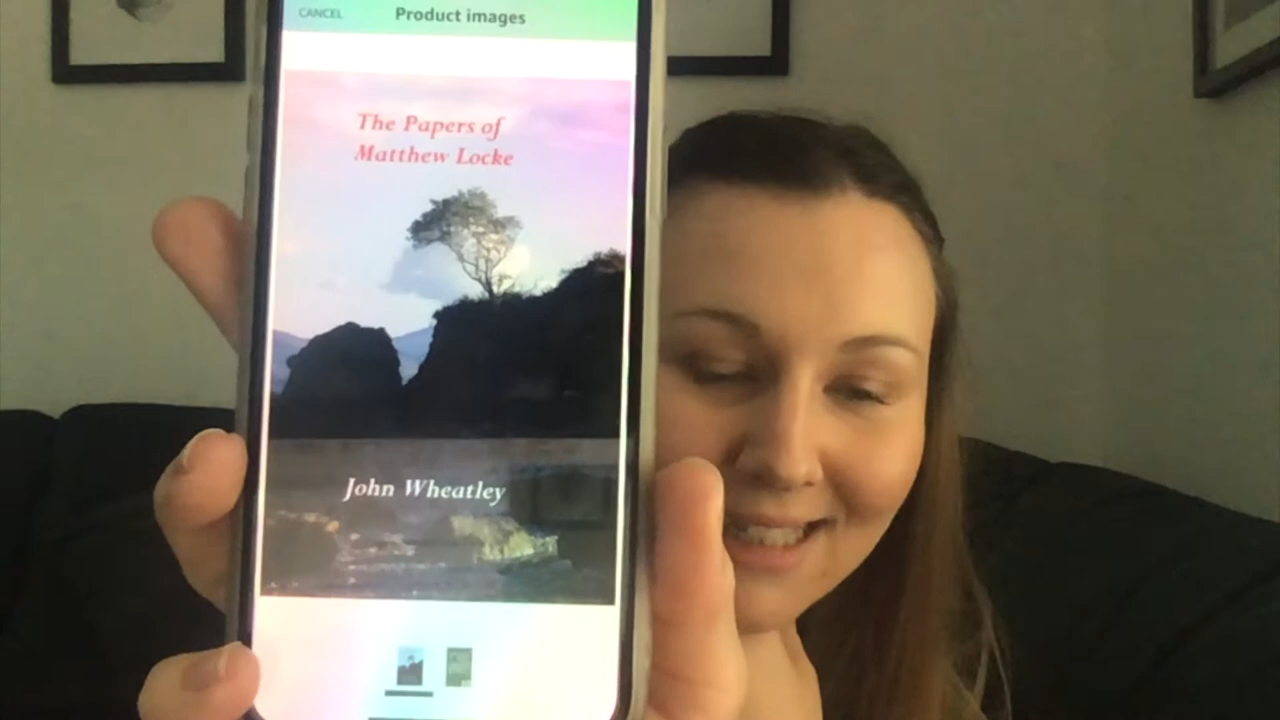 CANCEL Product images
The Papers of
Matthew Locke
John Wheatley